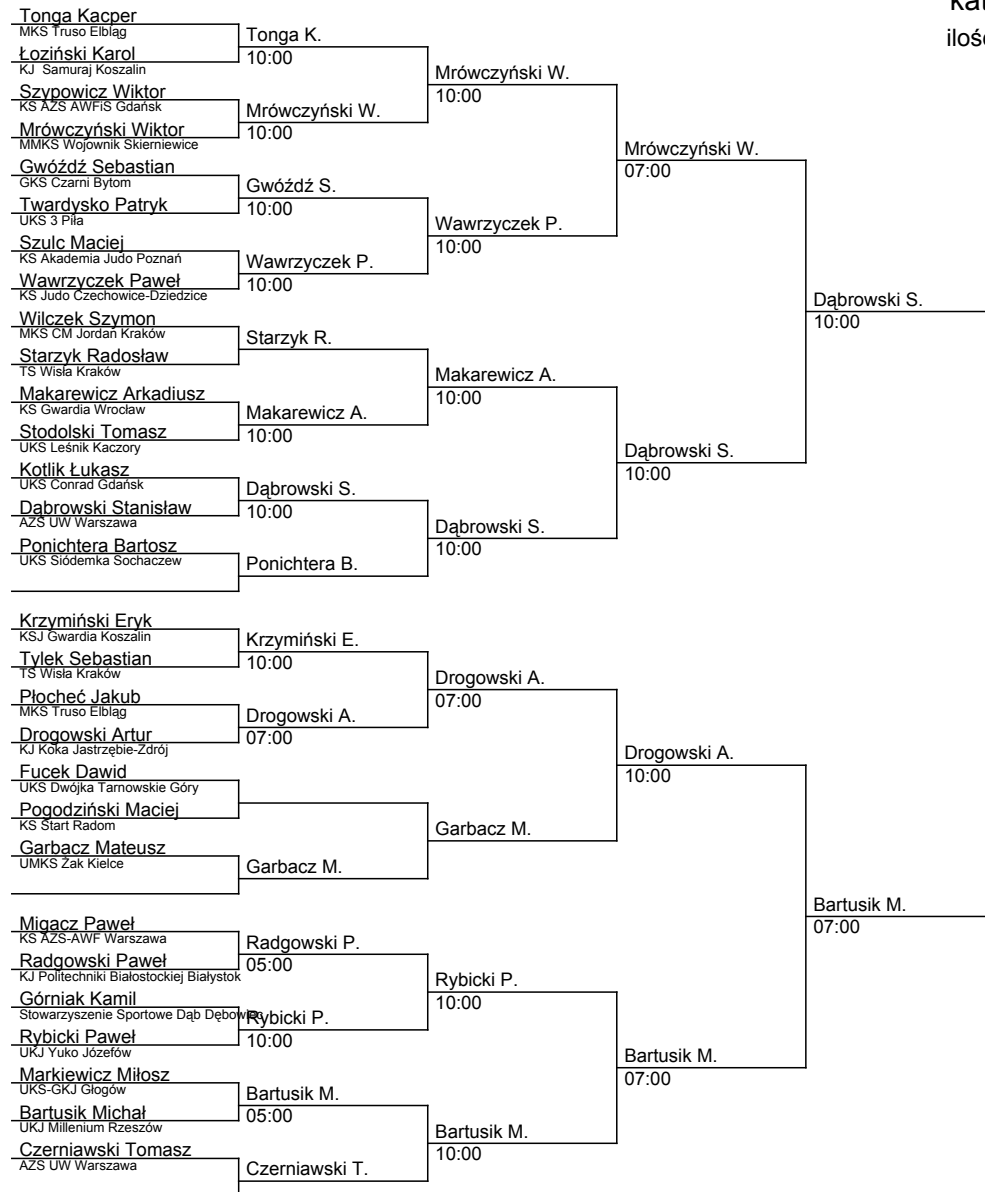 Tonga Kacper
MKS Truso Elbląg
Łoziński Karol
KJ Samuraj Koszalin
Szypowicz Wiktor
KS AZS AWFiS Gdańsk
Mrówczyński Wiktor
MMKS Wojownik Skierniewice
Gwóźdź Sebastian
GKS Czarni Bytom
Twardysko Patryk
UKS 3 Piła
Szulc Maciej
KS Akademia Judo Poznań
Wawrzyczek Paweł
KS Judo Czechowice-Dziedzice
Wilczek Szymon
MKS CM Jordan Kraków
Starzyk Radosław
TS Wisła Kraków
Makarewicz Arkadiusz
KS Gwardia Wrocław
Stodolski Tomasz
UKS Leśnik Kaczory
Kotlik Łukasz
UKS Conrad Gdańsk
Dąbrowski Stanisław
AZS UW Warszawa
Ponichtera Bartosz
UKS Siódemka Sochaczew
Krzymiński Eryk
KSJ Gwardia Koszalin
Tylek Sebastian
TS Wisła Kraków
Płocheć Jakub
MKS Truso Elbląg
Drogowski Artur
KJ Koka Jastrzębie-Zdrój
Fucek Dawid
UKS Dwójka Tarnowskie Góry
Pogodziński Maciej
KS Start Radom
Garbacz Mateusz
UMKS Żak Kielce
Migacz Paweł
KS AZS-AWF Warszawa
Radgowski Paweł
KJ Politechniki Białostockiej Białystok
Górniak Kamil
Stowarzyszenie Sportowe Dąb Dębowiec
Rybicki Paweł
UKJ Yuko Józefów
Markiewicz Miłosz
UKS-GKJ Głogów
Bartusik Michał
UKJ Millenium Rzeszów
Czerniawski Tomasz
AZS UW Warszawa
Tonga K.
10:00
Mrówczyński W.
10:00
Gwóźdź S.
10:00
Wawrzyczek P.
10:00
Starzyk R.
Makarewicz A.
10:00
Dąbrowski S.
10:00
Ponichtera B.
Krzymiński E.
10:00
Drogowski A.
07:00
Garbacz M.
Radgowski P.
05:00
Rybicki P.
10:00
Bartusik M.
05:00
Czerniawski T.
Mrówczyński W.
10:00
Wawrzyczek P.
10:00
Makarewicz A.
10:00
Dąbrowski S.
10:00
Drogowski A.
07:00
Garbacz M.
Rybicki P.
10:00
Bartusik M.
10:00
Mrówczyński W.
07:00
Dąbrowski S.
10:00
Drogowski A.
10:00
Bartusik M.
07:00
Dąbrowski S.
10:00
Bartusik M.
07:00